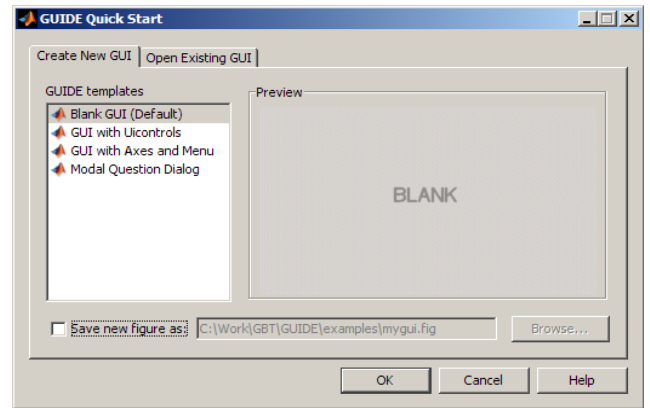 GUIDE Quick Start
Create New GUI
Open Existing GUI
GUIDE templates
Preview
Blank GUI (Default)
GUI with Uicontrols
GUI with Axes and Menu
Modal Question Dialog
BLANK
Save new figure as:
C:\Work\GBT\GUIDE\examples\mygui.fig
Browse...
OK
Cancel
Help